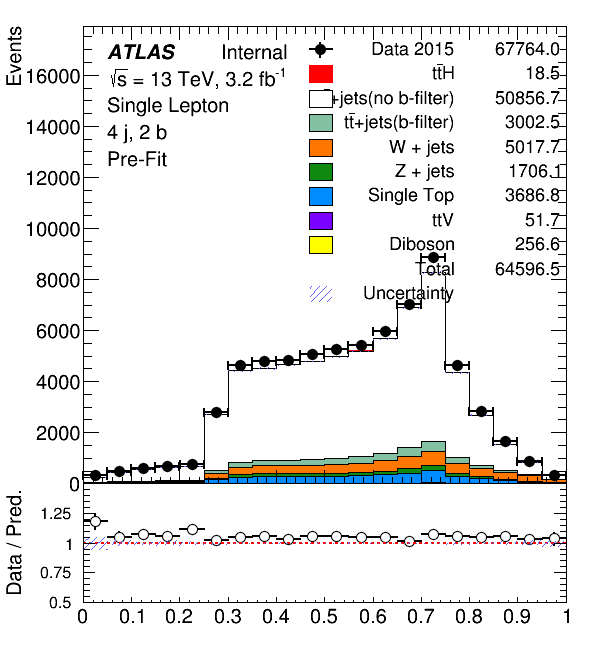 Events
16000
14000
12000
10000
8000
6000
4000
2000
0
ATLAS Internal
√s = 13 TeV, 3.2 fb⁻¹
Single Lepton
4 j, 2 b
Pre-Fit
Data 2015 67764.0
tt̄H 18.5
+jets(no b-filter) 50856.7
tt̄+jets(b-filter) 3002.5
W + jets 5017.7
Z + jets 1706.1
Single Top 3686.8
ttV 51.7
Diboson 256.6
Total 64596.5
Uncertainty
Data / Pred.
1.25
1
0.75
0.5
0 0.1 0.2 0.3 0.4 0.5 0.6 0.7 0.8 0.9 1